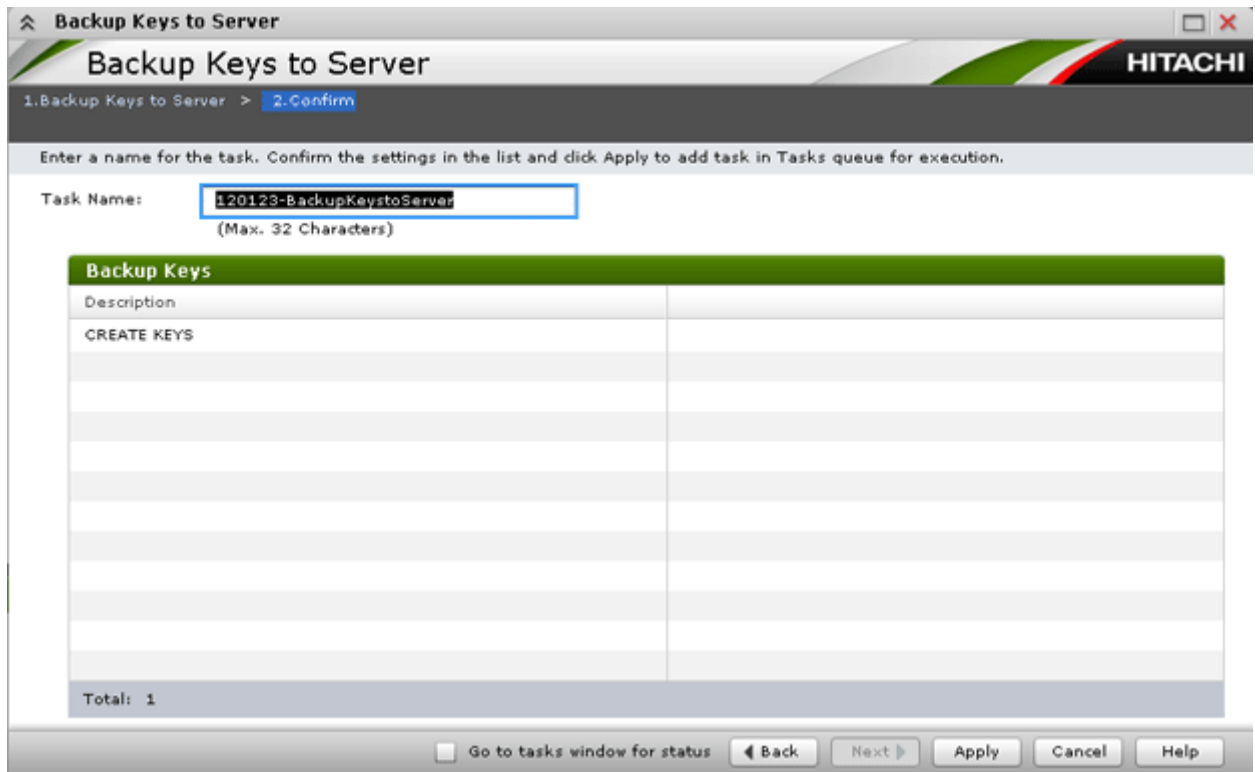 Backup Keys to Server
Backup Keys to Server
HITACHI
1.Backup Keys to Server > 2.Confirm
Enter a name for the task. Confirm the settings in the list and click Apply to add task in Tasks queue for execution.
Task Name: 120123-BackupKeystoServer
(Max. 32 Characters)
Backup Keys
Description
CREATE KEYS
Total: 1
Go to tasks window for status Back Next Apply Cancel Help